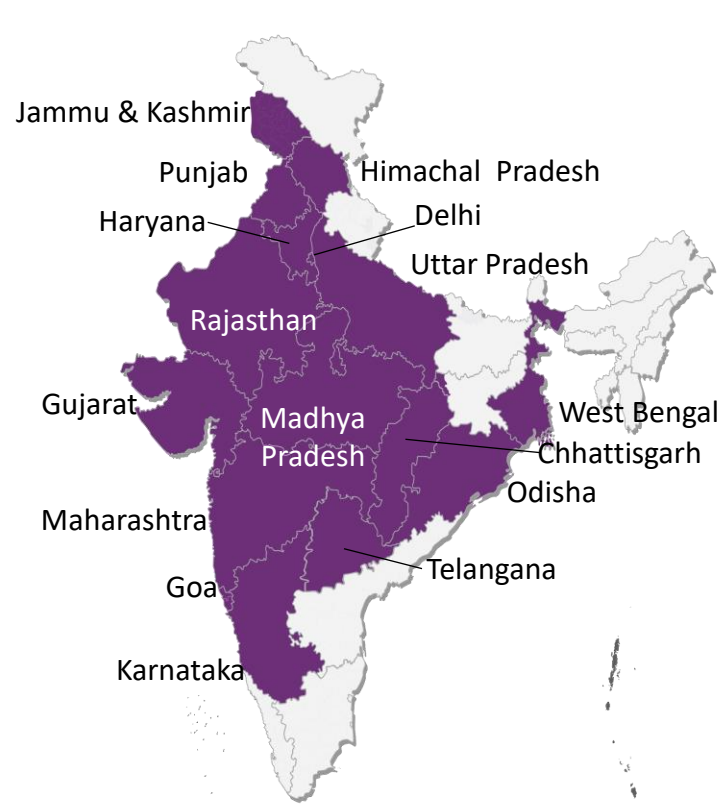 Jammu & Kashmir
Punjab
Himachal Pradesh
Haryana
Delhi
Uttar Pradesh
Rajasthan
Gujarat
Madhya
Pradesh
West Bengal
Chhattisgarh
Odisha
Maharashtra
Telangana
Goa
Karnataka